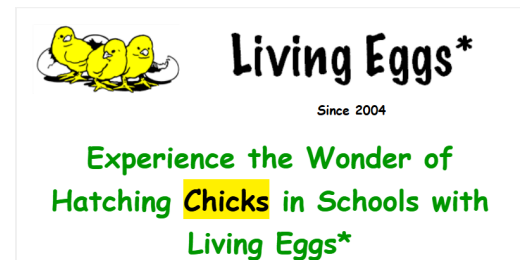 Living Eggs*
Since 2004
Experience the Wonder of
Hatching Chicks in Schools with
Living Eggs*